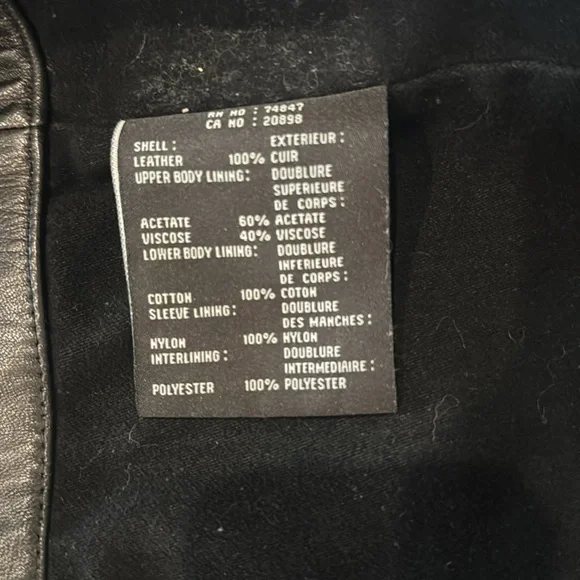 RN NO : 74847
CA NO : 20898
SHELL : EXTERIEUR :
LEATHER 100% CUIR
UPPER BODY LINING: DOUBLURE
SUPERIEURE
DE CORPS :
ACETATE 60% ACETATE
VISCOSE 40% VISCOSE
LOWER BODY LINING: DOUBLURE
INFERIEURE
DE CORPS :
COTTON 100% COTON
SLEEVE LINING: DOUBLURE
DES MANCHES :
NYLON 100% NYLON
INTERLINING : DOUBLURE
INTERMEDIAIRE :
POLYESTER 100% POLYESTER